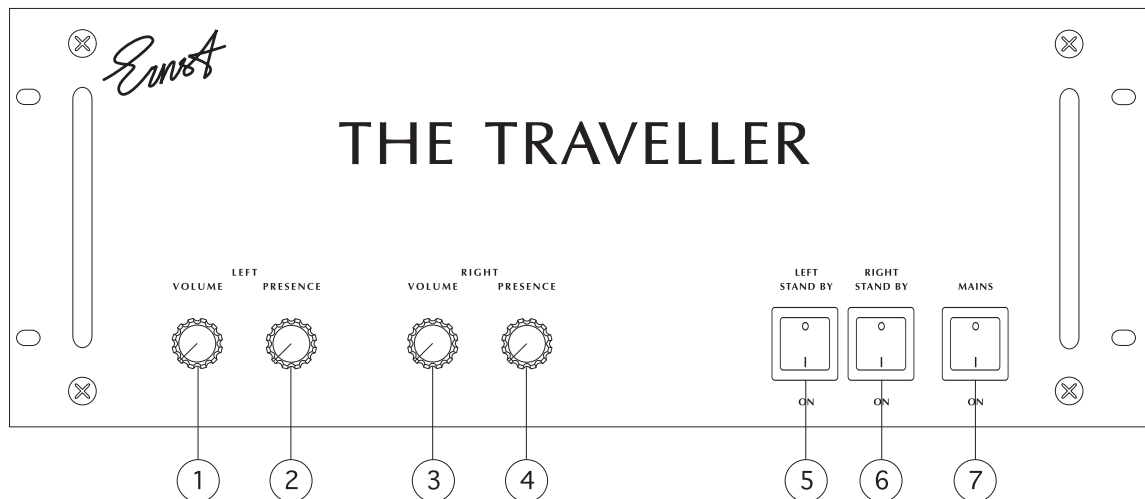 Ernst
THE TRAVELLER
LEFT
VOLUME PRESENCE
RIGHT
VOLUME PRESENCE
LEFT
STAND BY
RIGHT
STAND BY
MAINS
O O O
I I I
ON ON ON
1 2 3 4 5 6 7